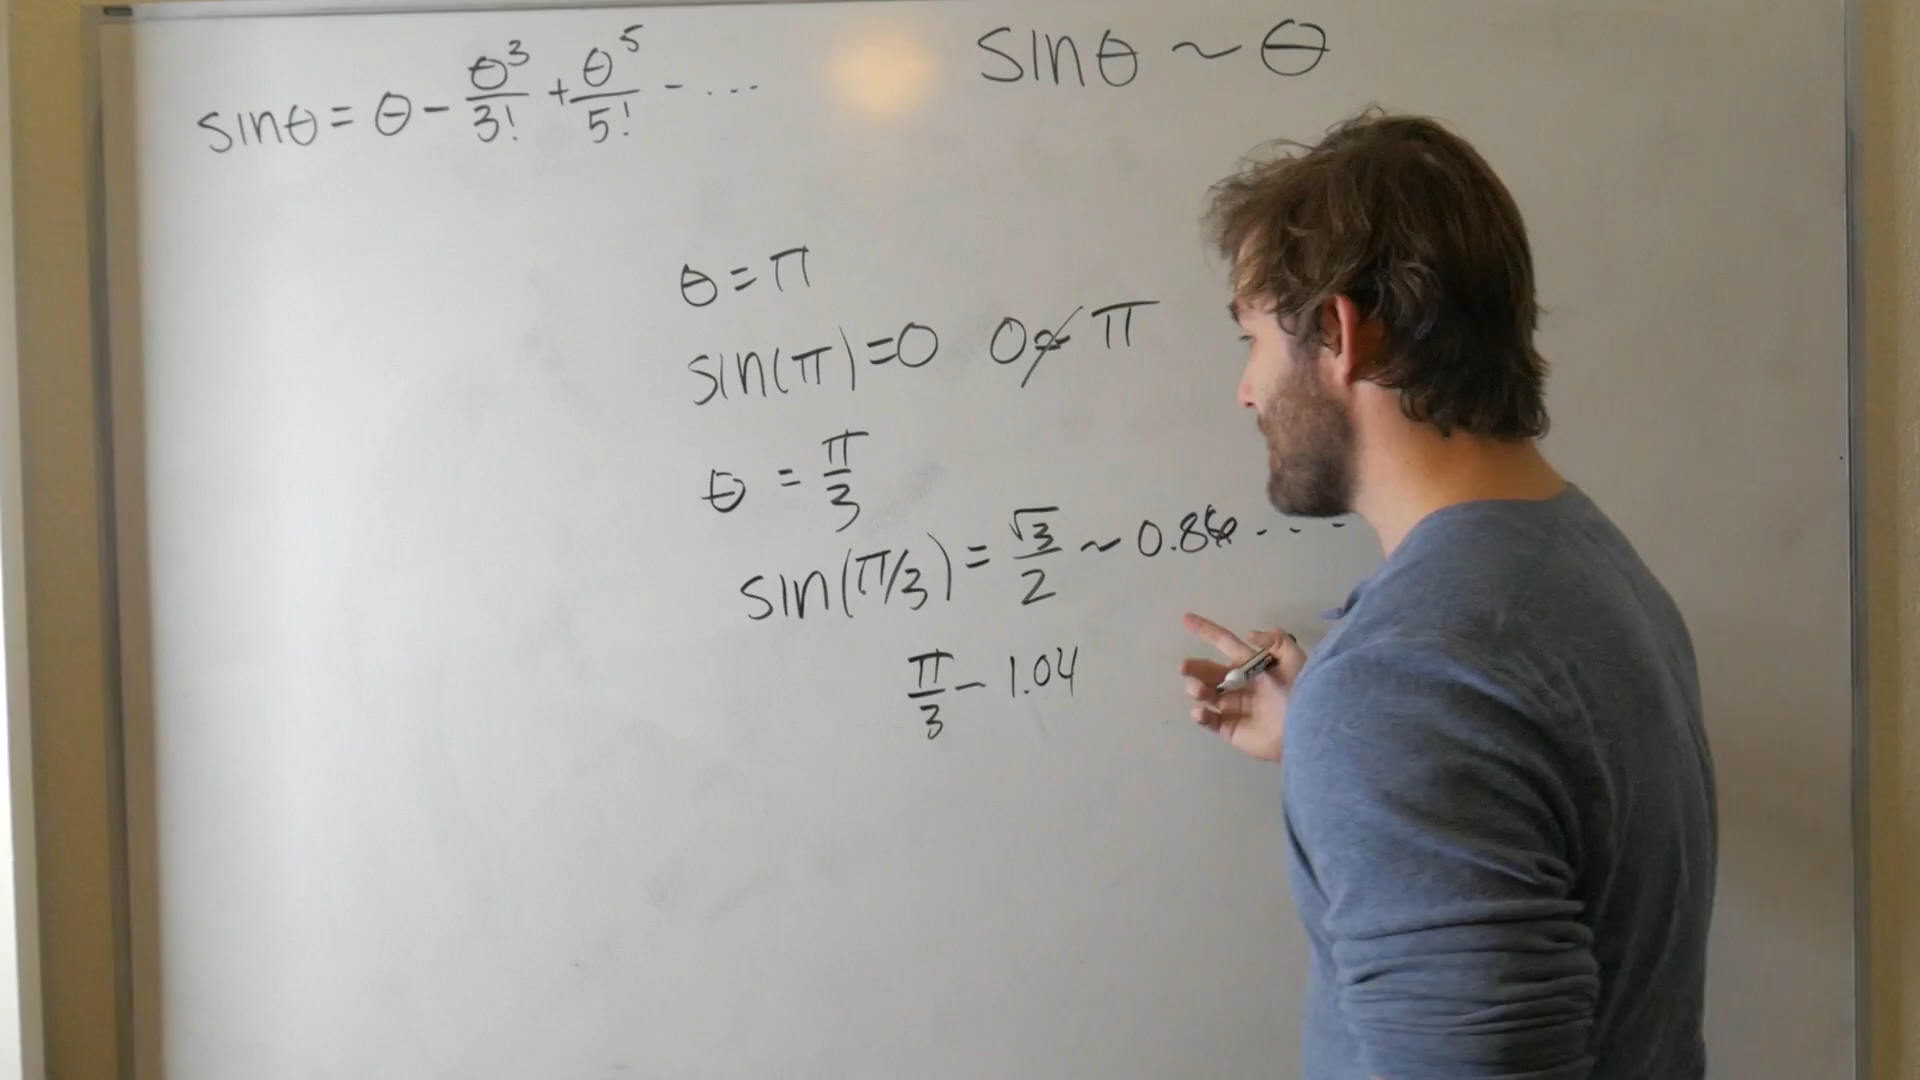 sinθ = θ - θ³/3! + θ⁵/5! - ...
sinθ ~ θ
θ = π
sin(π) = 0 0 ≉ π
θ = π/3
sin(π/3) = √3/2 ~ 0.86 - - -
π/3 ~ 1.04